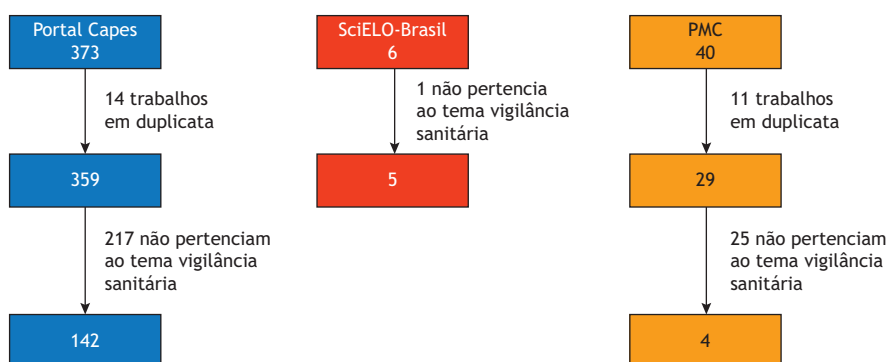 Portal Capes
373
14 trabalhos
em duplicata
359
217 não pertenciam
ao tema vigilância
sanitária
142
SciELO-Brasil
6
1 não pertencia
ao tema vigilância
sanitária
5
PMC
40
11 trabalhos
em duplicata
29
25 não pertenciam
ao tema vigilância
sanitária
4